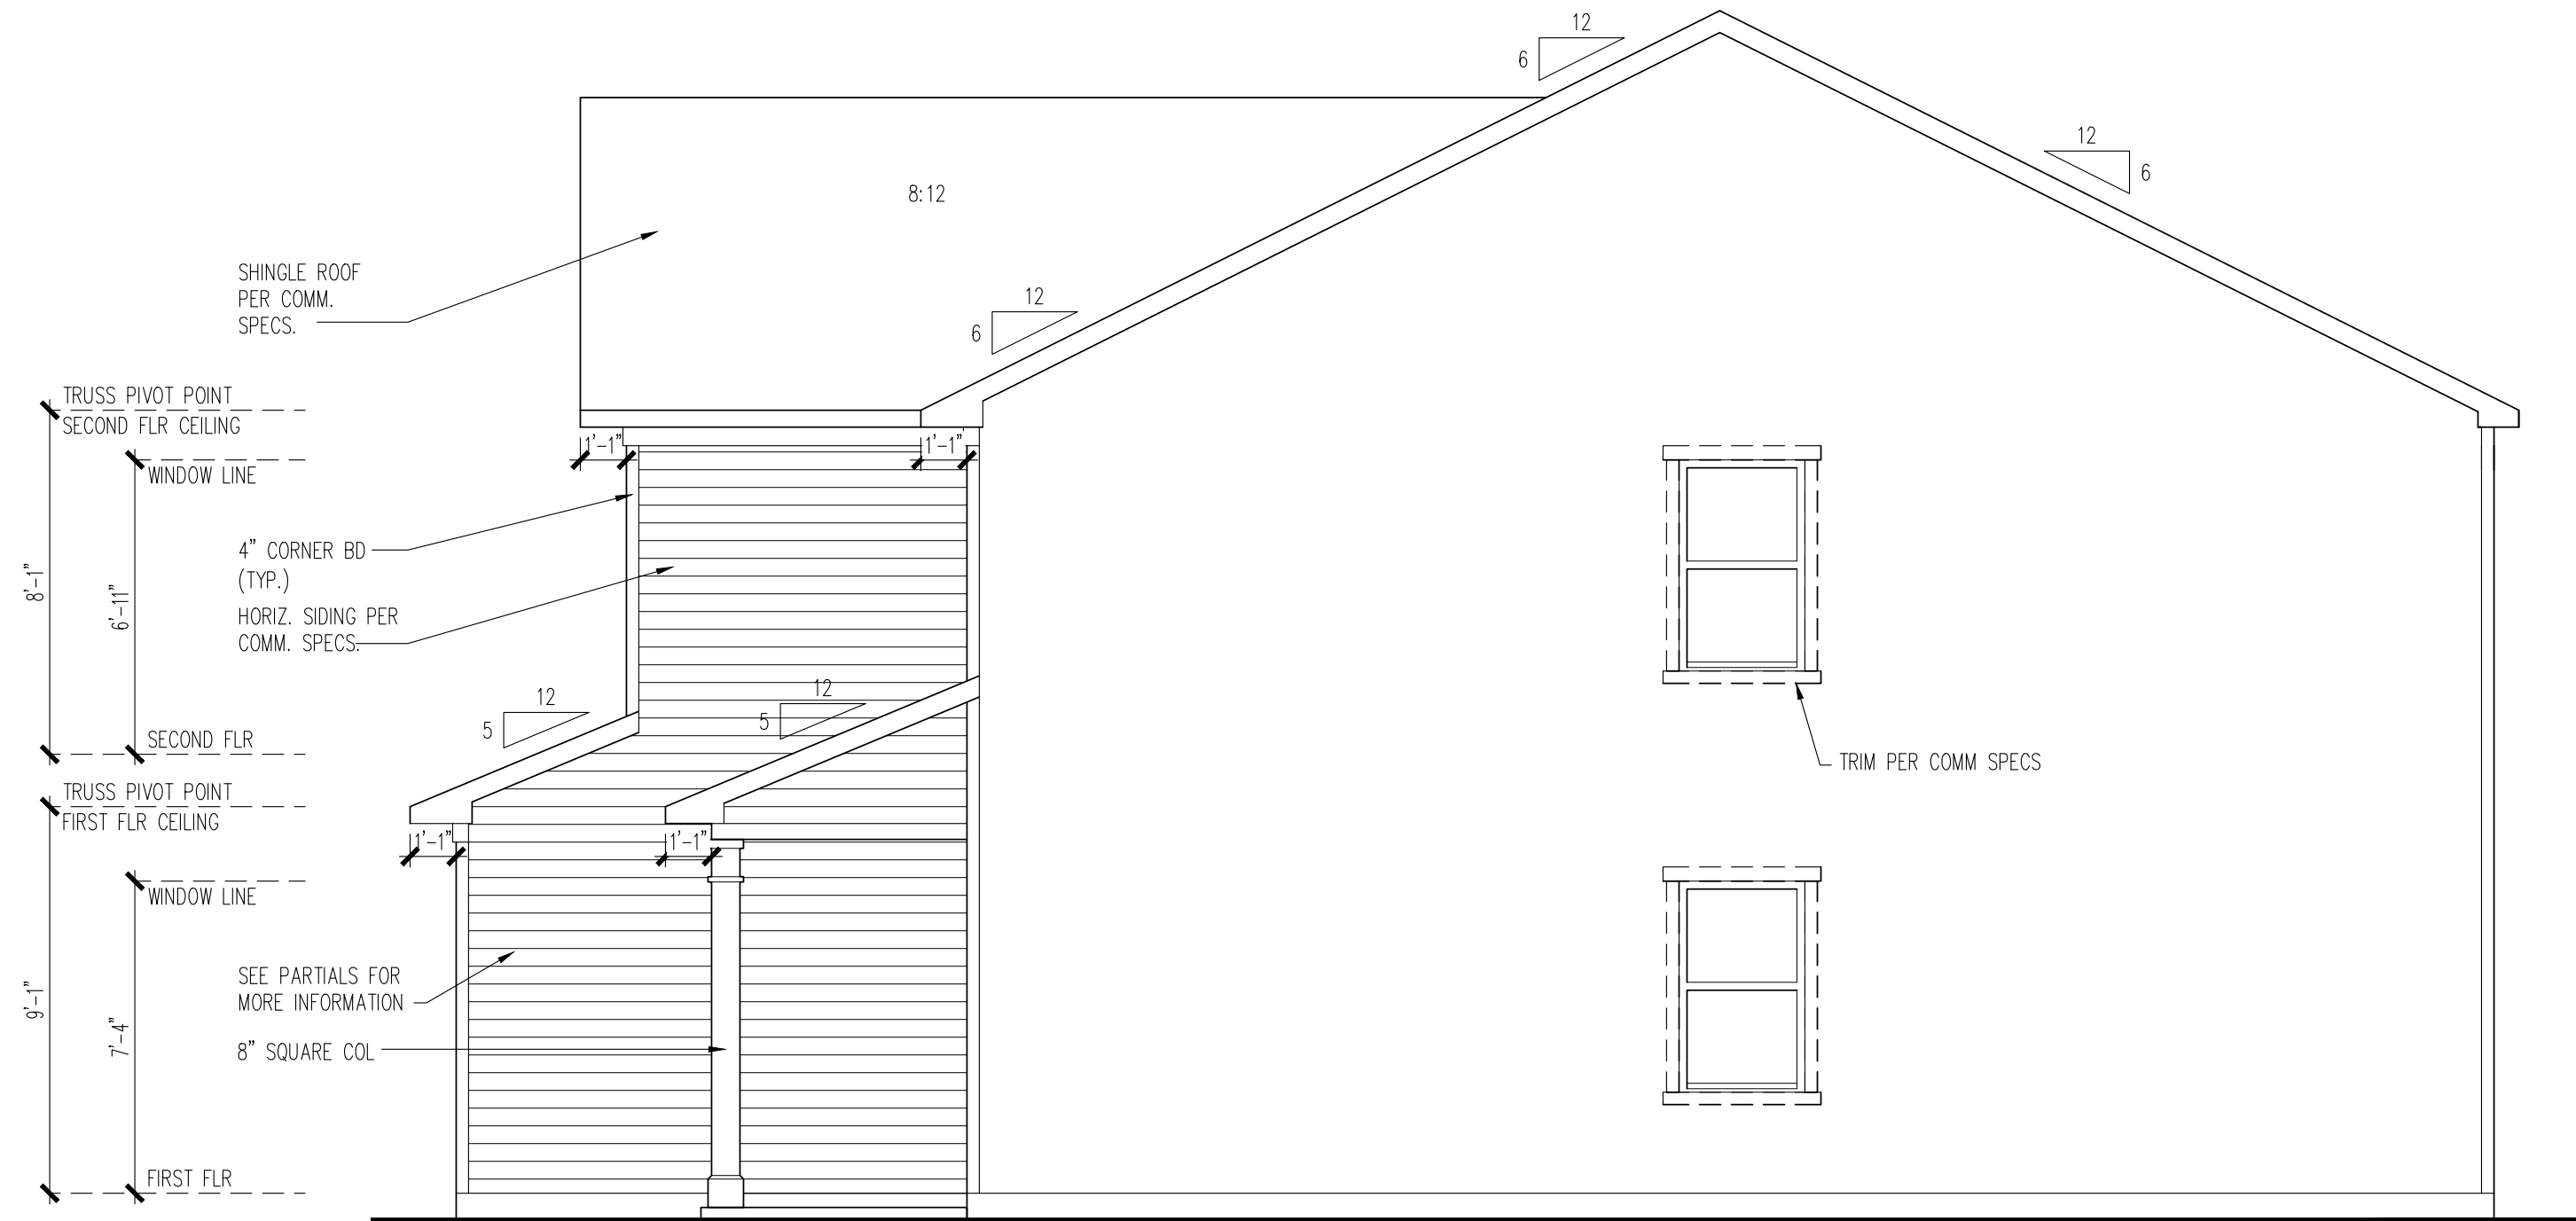 12
6
12
6
8:12
SHINGLE ROOF
PER COMM.
SPECS.
12
6
TRUSS PIVOT POINT
SECOND FLR CEILING
1'-1"
1'-1"
WINDOW LINE
4" CORNER BD
(TYP.)
8'-1"
6'-11"
HORIZ. SIDING PER
COMM. SPECS.
12
5
12
5
SECOND FLR
TRIM PER COMM SPECS
TRUSS PIVOT POINT
FIRST FLR CEILING
1'-1"
1'-1"
WINDOW LINE
SEE PARTIALS FOR
MORE INFORMATION
9'-1"
7'-4"
8" SQUARE COL
FIRST FLR